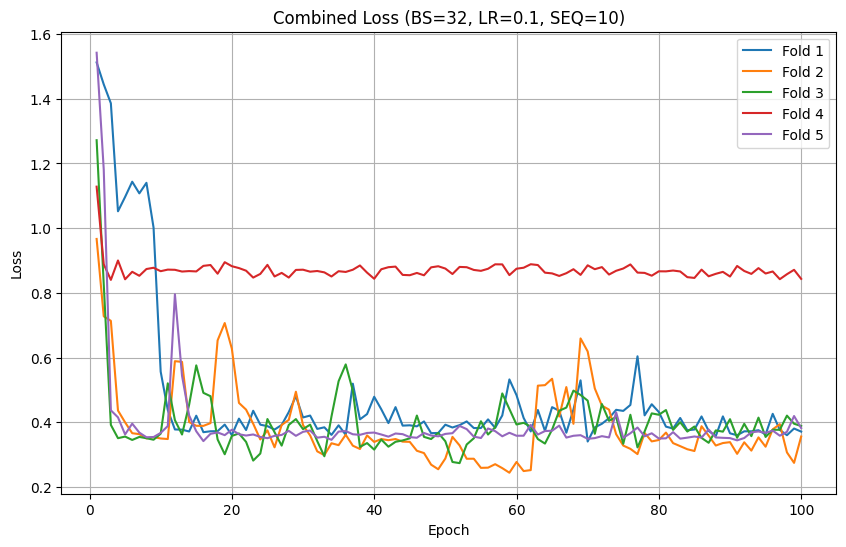 Combined Loss (BS=32, LR=0.1, SEQ=10)
Fold 1
Fold 2
Fold 3
Fold 4
Fold 5
Loss
1.6
1.4
1.2
1.0
0.8
0.6
0.4
0.2
0
20
40
60
80
100
Epoch